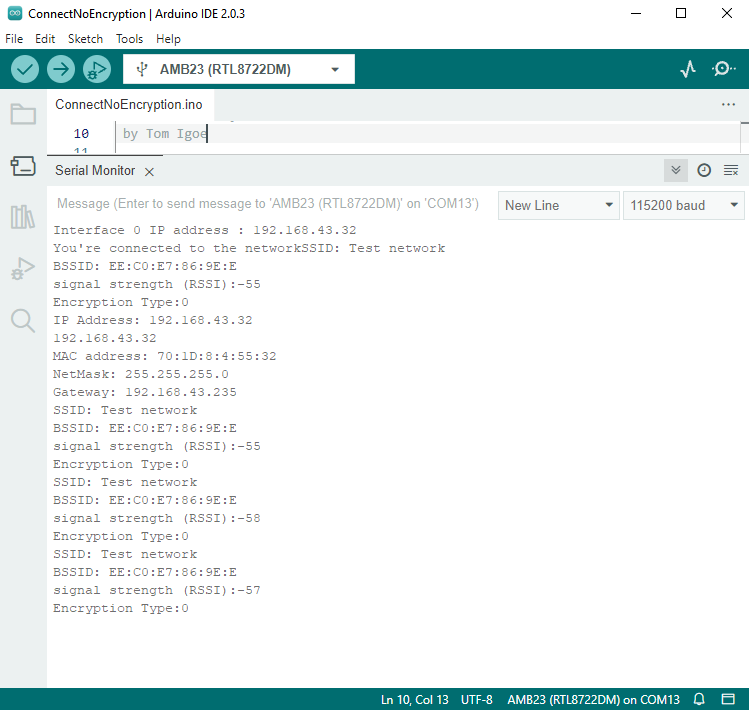 ConnectNoEncryption | Arduino IDE 2.0.3
File Edit Sketch Tools Help
AMB23 (RTL8722DM)
ConnectNoEncryption.ino
10 by Tom Igoe
11
Serial Monitor
Message (Enter to send message to 'AMB23 (RTL8722DM)' on 'COM13') New Line 115200 baud
Interface 0 IP address : 192.168.43.32
You're connected to the networkSSID: Test network
BSSID: EE:C0:E7:86:9E:E
signal strength (RSSI):-55
Encryption Type:0
IP Address: 192.168.43.32
192.168.43.32
MAC address: 70:1D:8:4:55:32
NetMask: 255.255.255.0
Gateway: 192.168.43.235
SSID: Test network
BSSID: EE:C0:E7:86:9E:E
signal strength (RSSI):-55
Encryption Type:0
SSID: Test network
BSSID: EE:C0:E7:86:9E:E
signal strength (RSSI):-58
Encryption Type:0
SSID: Test network
BSSID: EE:C0:E7:86:9E:E
signal strength (RSSI):-57
Encryption Type:0
Ln 10, Col 13 UTF-8 AMB23 (RTL8722DM) on COM13